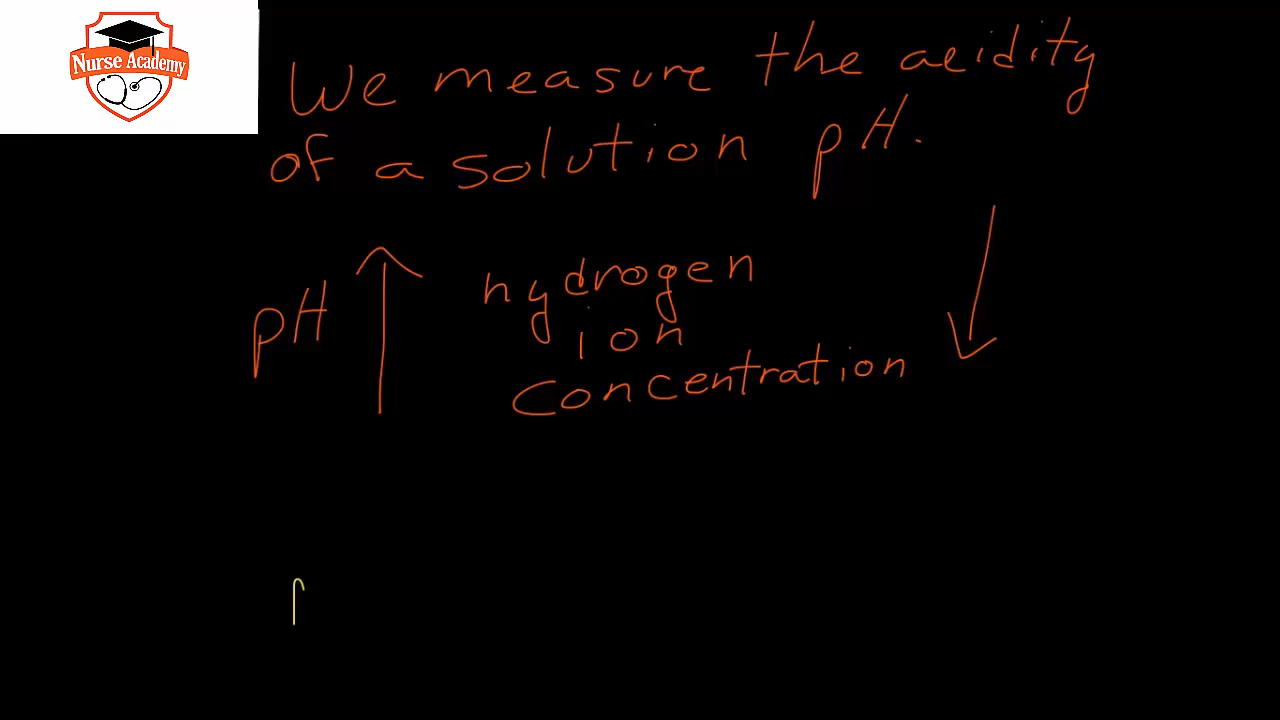 Nurse Academy
We measure the acidity
of a solution pH.
pH ↑ hydrogen ↓
ion
concentration